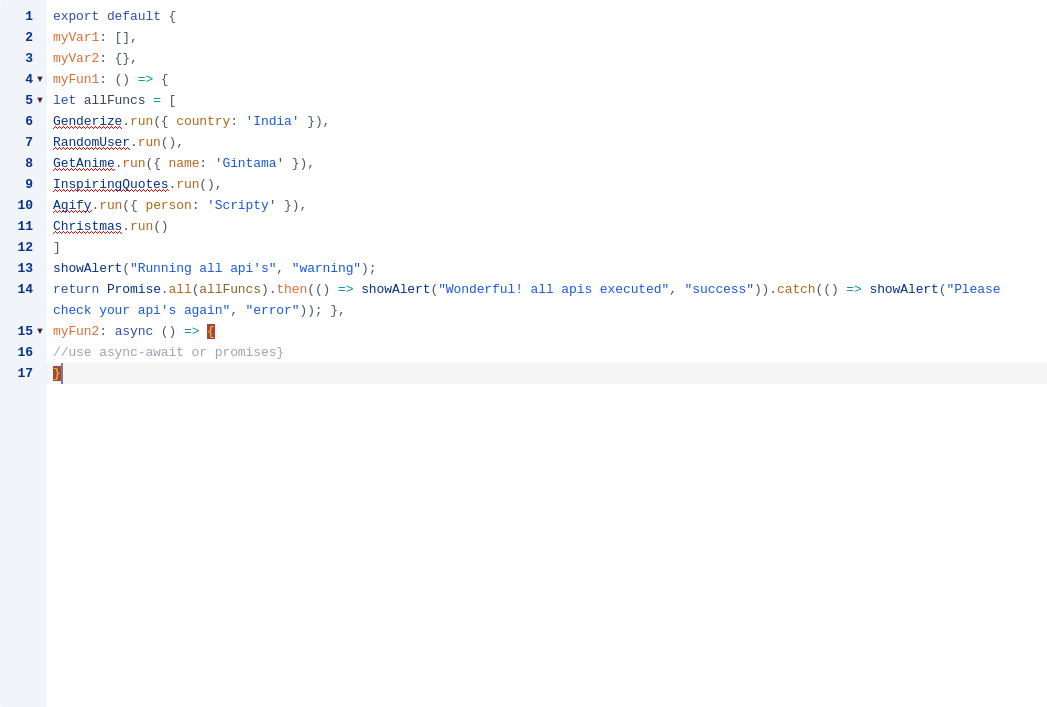 1 export default {
2 myVar1: [],
3 myVar2: {},
4 myFun1: () => {
5 let allFuncs = [
6 Genderize.run({ country: 'India' }),
7 RandomUser.run(),
8 GetAnime.run({ name: 'Gintama' }),
9 InspiringQuotes.run(),
10 Agify.run({ person: 'Scripty' }),
11 Christmas.run()
12 ]
13 showAlert("Running all api's", "warning");
14 return Promise.all(allFuncs).then(() => showAlert("Wonderful! all apis executed", "success")).catch(() => showAlert("Please
check your api's again", "error")); },
15 myFun2: async () => {
16 //use async-await or promises}
17 }